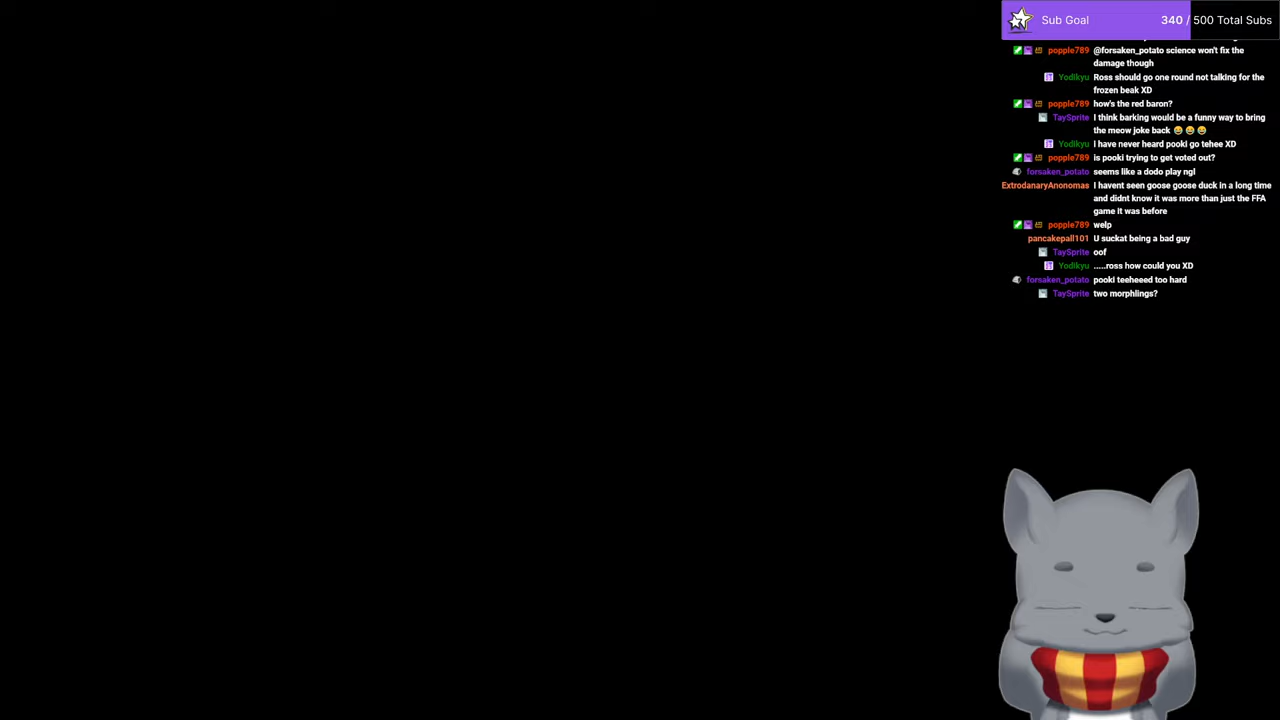 Sub Goal 340 / 500 Total Subs
popple789 @forsaken_potato science won't fix the
damage though
Yodikyu Ross should go one round not talking for the
frozen beak XD
popple789 how's the red baron?
TaySprite I think barking would be a funny way to bring
the meow joke back 😂 😂 😂
Yodikyu I have never heard pooki go tehee XD
popple789 is pooki trying to get voted out?
forsaken_potato seems like a dodo play ngl
ExtrodanaryAnonomas I havent seen goose goose duck in a long time
and didnt know it was more than just the FFA
game it was before
popple789 welp
pancakepall101 U suckat being a bad guy
TaySprite oof
Yodikyu .....ross how could you XD
forsaken_potato pooki teeheeed too hard
TaySprite two morphlings?